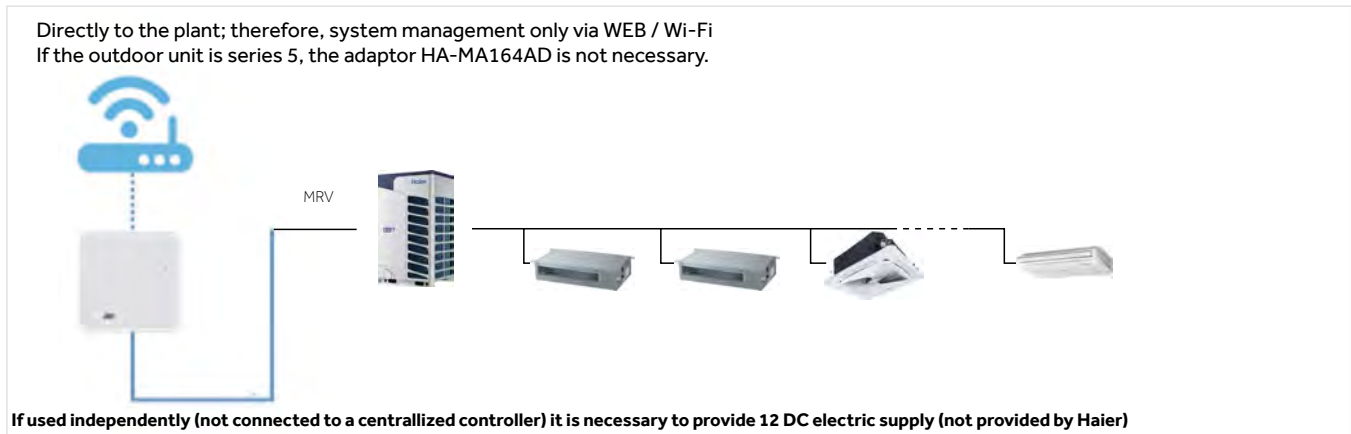 Directly to the plant; therefore, system management only via WEB / Wi-Fi
If the outdoor unit is series 5, the adaptor HA-MA164AD is not necessary.
MRV
Haier
If used independently (not connected to a centrallized controller) it is necessary to provide 12 DC electric supply (not provided by Haier)